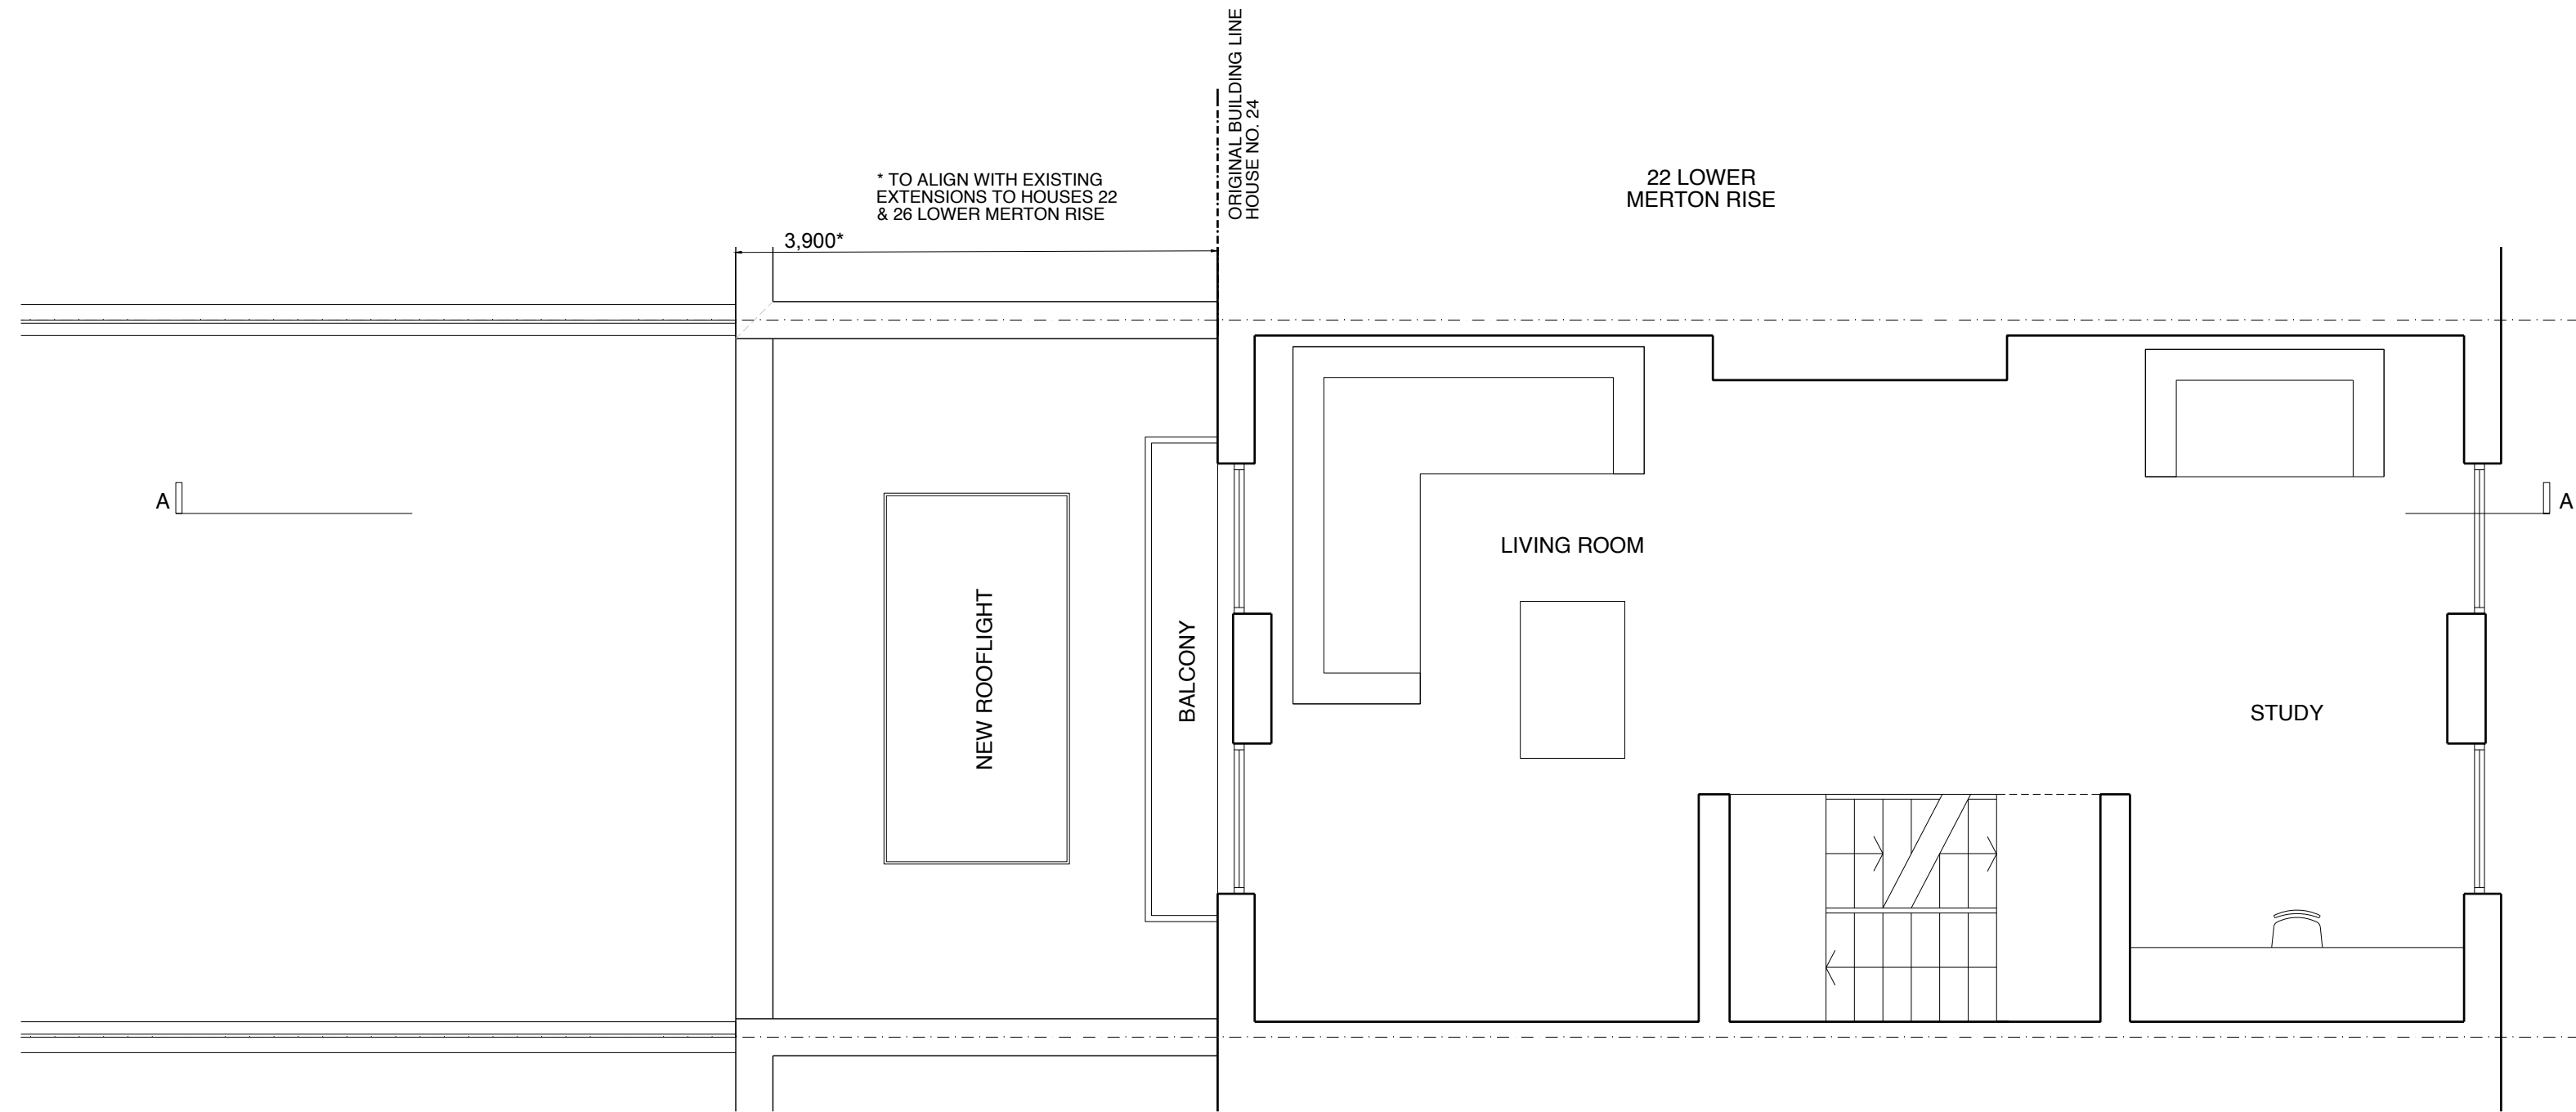 ORIGINAL BUILDING LINE
HOUSE NO. 24
* TO ALIGN WITH EXISTING
EXTENSIONS TO HOUSES 22
& 26 LOWER MERTON RISE
22 LOWER
MERTON RISE
3,900*
A
A
LIVING ROOM
NEW ROOFLIGHT
BALCONY
STUDY